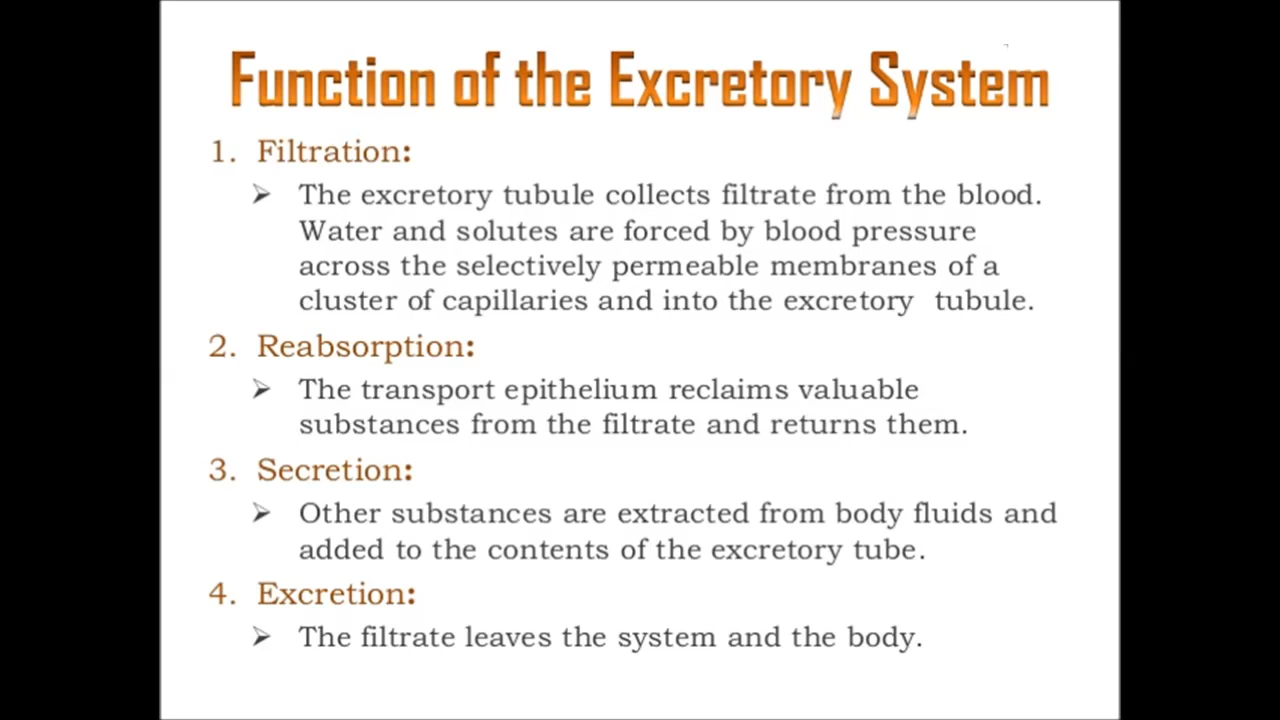 Function of the Excretory System
1. Filtration:
➢ The excretory tubule collects filtrate from the blood.
Water and solutes are forced by blood pressure
across the selectively permeable membranes of a
cluster of capillaries and into the excretory tubule.
2. Reabsorption:
➢ The transport epithelium reclaims valuable
substances from the filtrate and returns them.
3. Secretion:
➢ Other substances are extracted from body fluids and
added to the contents of the excretory tube.
4. Excretion:
➢ The filtrate leaves the system and the body.